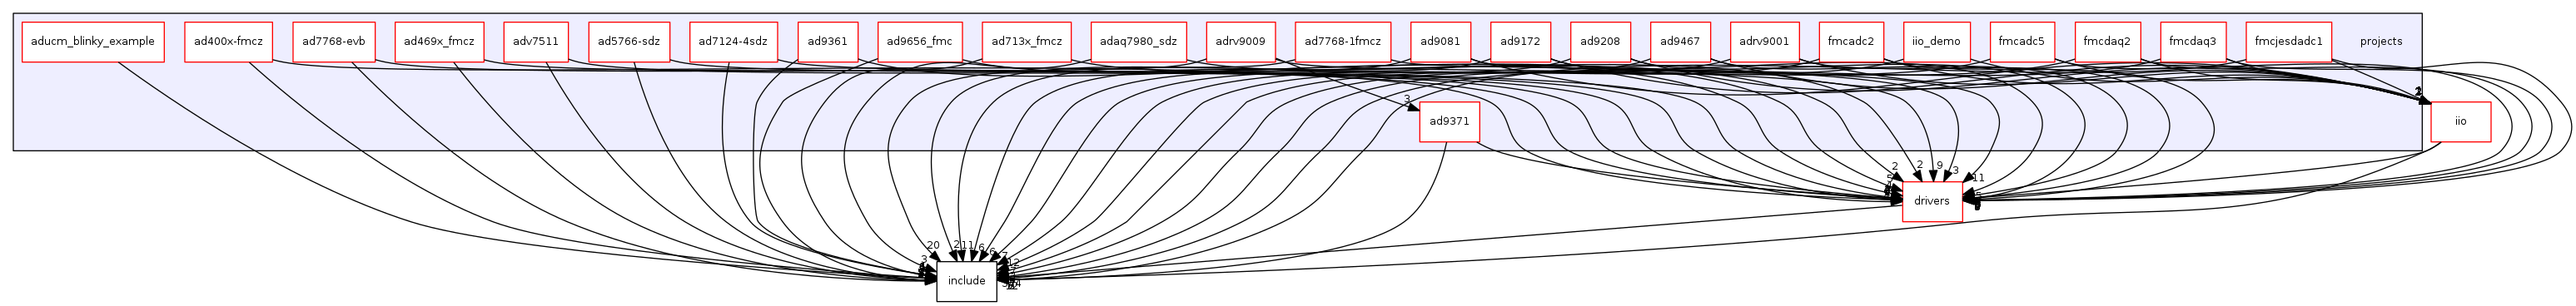 aducm_blinky_example
ad400x-fmcz
ad7768-evb
ad469x_fmcz
adv7511
ad5766-sdz
ad7124-4sdz
ad9361
ad9656_fmc
ad713x_fmcz
adaq7980_sdz
adrv9009
ad7768-1fmcz
ad9081
ad9172
ad9208
ad9467
adrv9001
fmcadc2
iio_demo
fmcadc5
fmcdaq2
fmcdaq3
fmcjesdadc1
projects
3
ad9371
iio
2
2
9
3
11
drivers
20
2
11
6
6
12
3
include